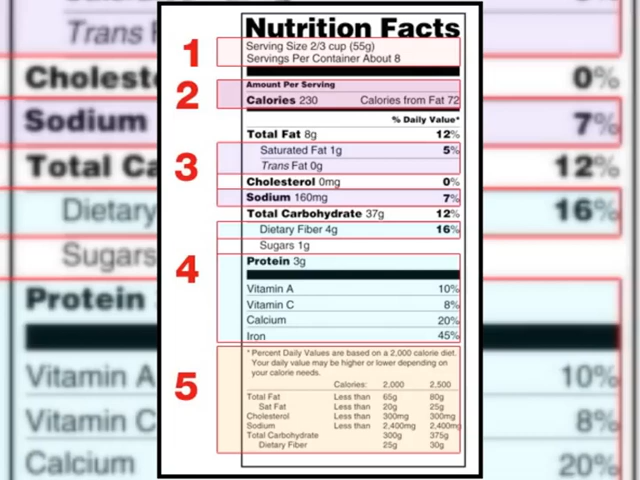 Nutrition Facts
1
Serving Size 2/3 cup (55g)
Servings Per Container About 8
2
Amount Per Serving
Calories 230 Calories from Fat 72
% Daily Value*
Total Fat 8g 12%
3
Saturated Fat 1g 5%
Trans Fat 0g
Cholesterol 0mg 0%
Sodium 160mg 7%
Total Carbohydrate 37g 12%
4
Dietary Fiber 4g 16%
Sugars 1g
Protein 3g
Vitamin A 10%
Vitamin C 8%
Calcium 20%
Iron 45%
5
* Percent Daily Values are based on a 2,000 calorie diet.
Your daily value may be higher or lower depending on
your calorie needs.
Calories: 2,000 2,500
Total Fat Less than 65g 80g
Sat Fat Less than 20g 25g
Cholesterol Less than 300mg 300mg
Sodium Less than 2,400mg 2,400mg
Total Carbohydrate 300g 375g
Dietary Fiber 25g 30g
Trans
Cholest 0%
Sodium 7%
Total Ca 12%
Dietary 16%
Sugars
Protein
Vitamin A 10%
Vitamin C 8%
Calcium 20%